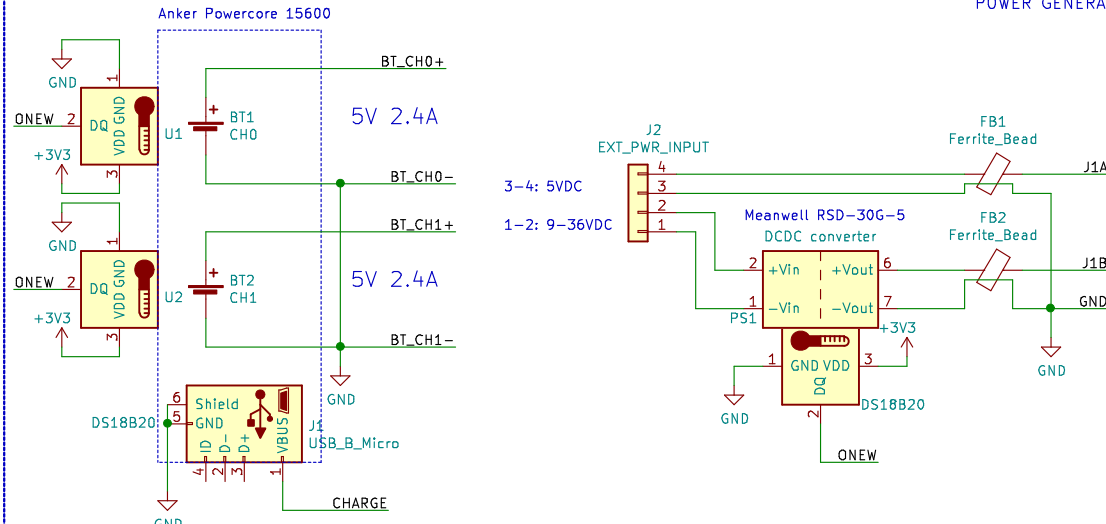 Anker Powercore 15600
POWER GENERA
BT_CH0+
GND
1
ONEW
2
DQ
VDD GND
U1
+
BT1
CH0
5V 2.4A
+3V3
3
BT_CH0-
GND
1
BT_CH1+
ONEW
2
DQ
VDD GND
U2
+
BT2
CH1
5V 2.4A
+3V3
3
BT_CH1-
GND
DS18B20
6
5
Shield
GND
ID
D-
D+
VBUS
4
2
3
1
J1
USB_B_Micro
CHARGE
GND
J2
EXT_PWR_INPUT
4
3
2
1
3-4: 5VDC
1-2: 9-36VDC
FB1
Ferrite_Bead
J1A
Meanwell RSD-30G-5
DCDC converter
FB2
Ferrite_Bead
2
+Vin
+Vout
6
J1B
1
-Vin
-Vout
7
GND
PS1
+3V3
1
GND VDD
3
DQ
GND
DS18B20
2
ONEW
GND